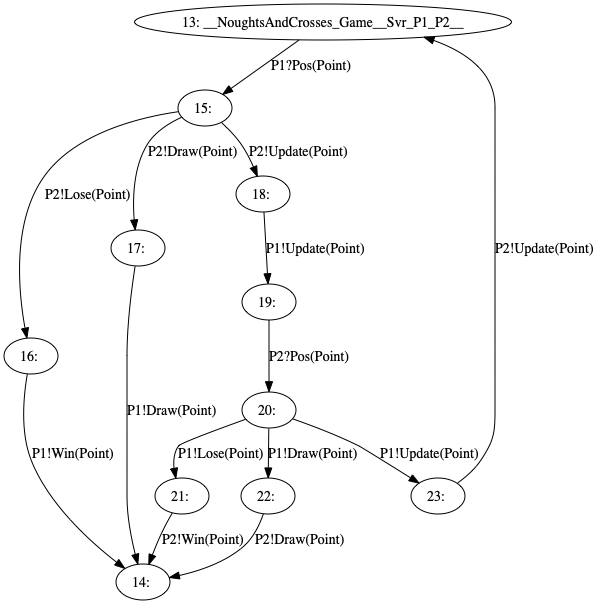 13: __NoughtsAndCrosses_Game__Svr_P1_P2__
P1?Pos(Point)
15:
P2!Lose(Point)
P2!Draw(Point)
P2!Update(Point)
18:
17:
P1!Update(Point)
P2!Update(Point)
19:
16:
P2?Pos(Point)
20:
P1!Draw(Point)
P1!Win(Point)
P1!Lose(Point)
P1!Draw(Point)
P1!Update(Point)
21:
22:
23:
P2!Win(Point)
P2!Draw(Point)
14: